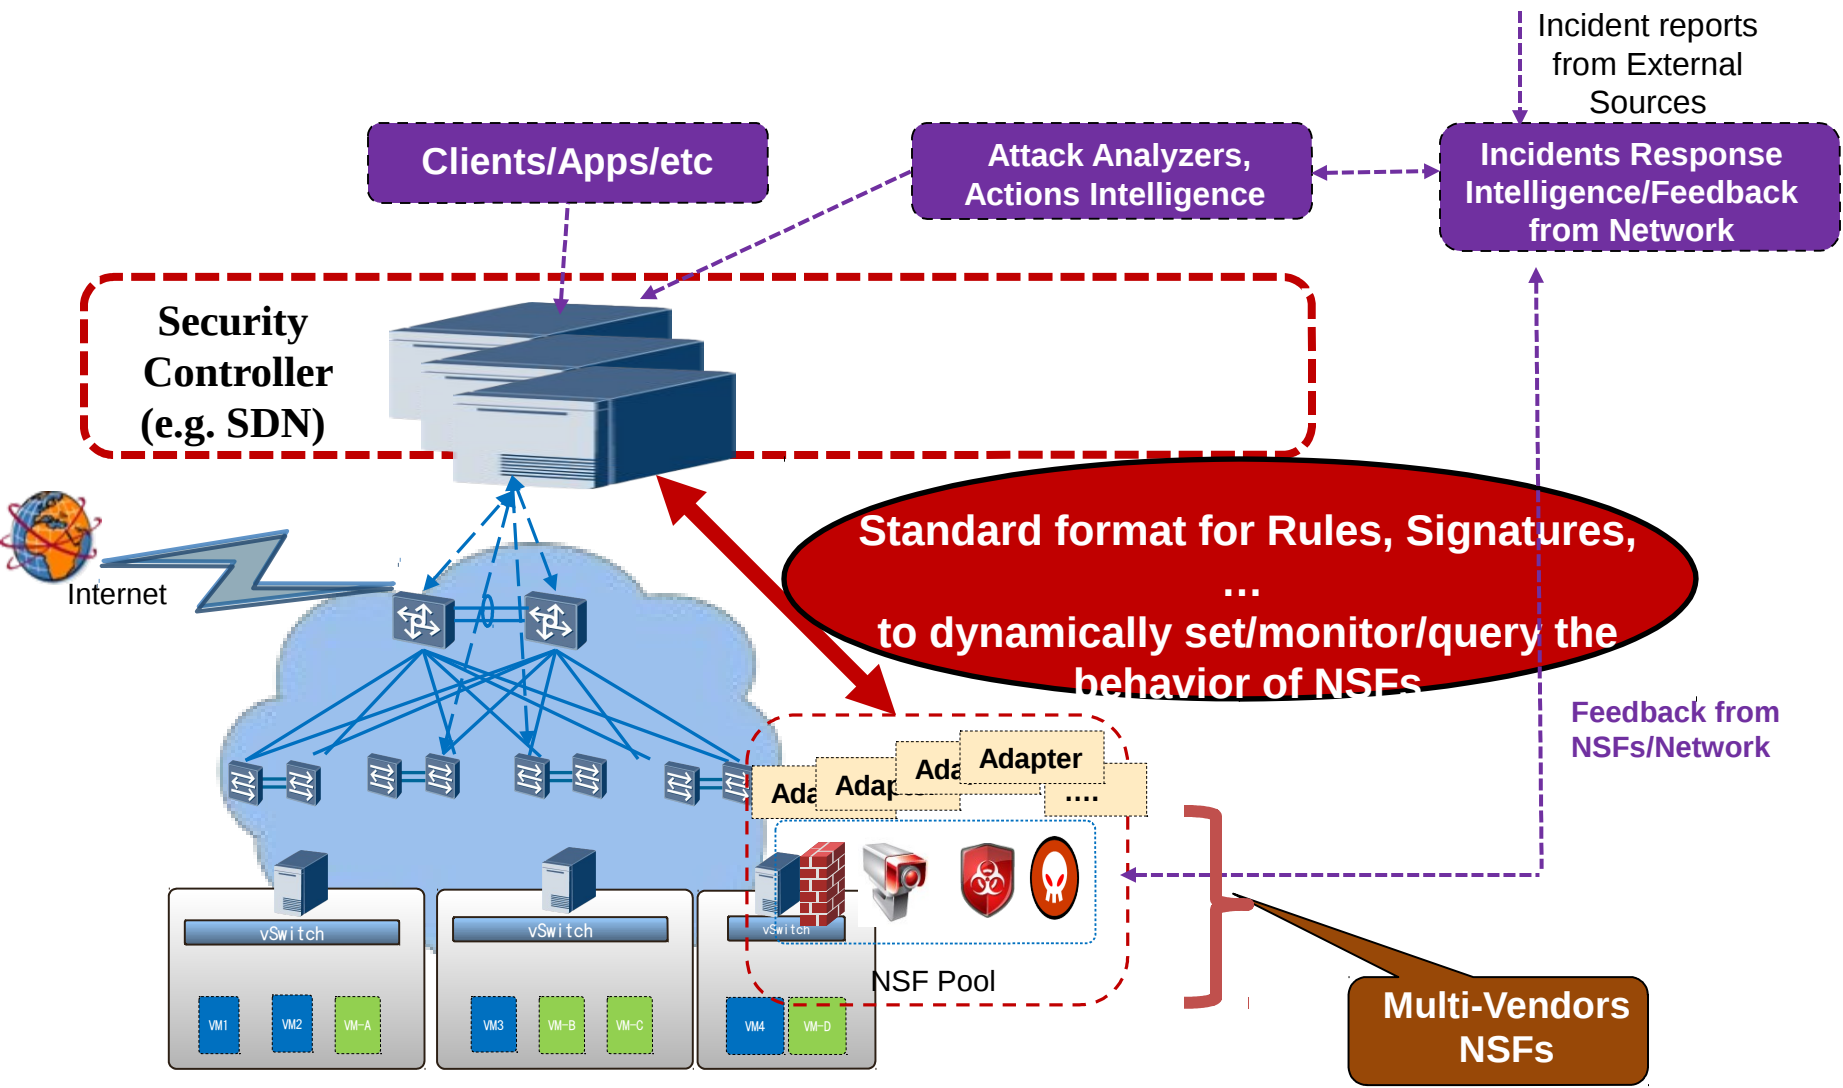 Incident reports
from External
Sources
Clients/Apps/etc
Attack Analyzers,
Actions Intelligence
Incidents Response
Intelligence/Feedback
from Network
Security
Controller
(e.g. SDN)
Internet
Standard format for Rules, Signatures,
...
to dynamically set/monitor/query the
behavior of NSFs
Feedback from
NSFs/Network
Ada
Adap
Ada
Adapter
....
vSwitch
vSwitch
vSwitch
NSF Pool
VM1
VM2
VM-A
VM3
VM-B
VM-C
VM4
VM-D
Multi-Vendors
NSFs